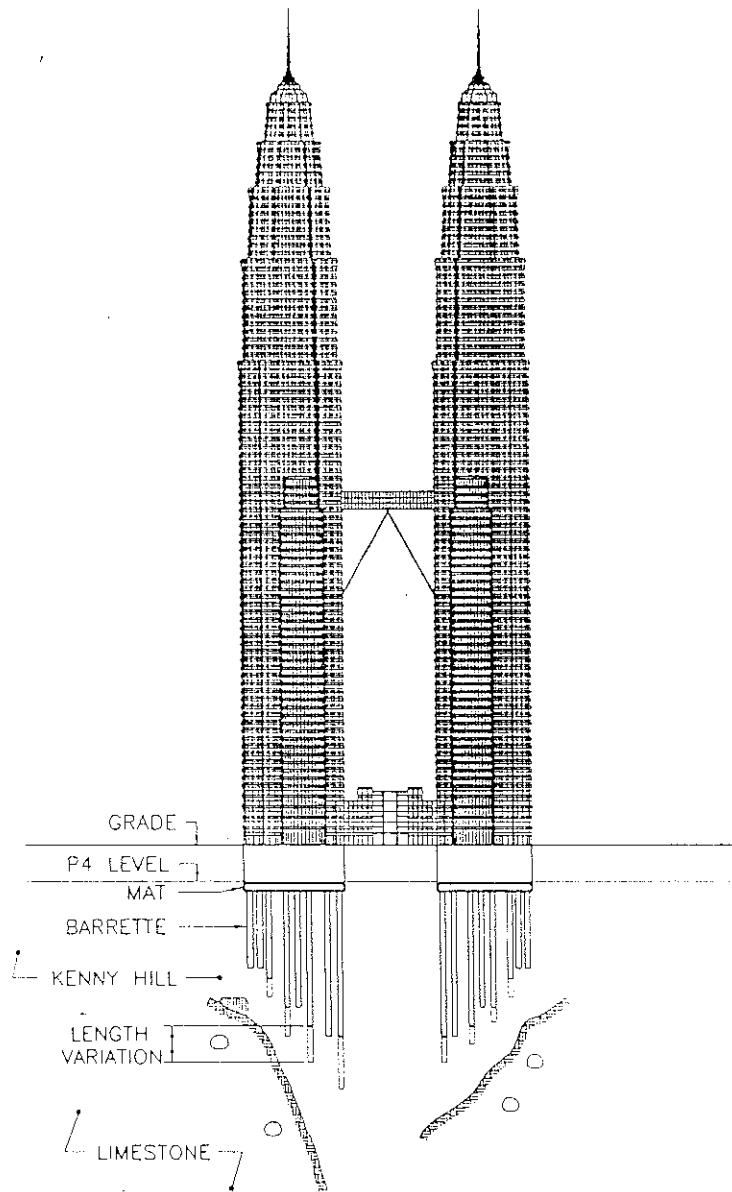 GRADE
P4 LEVEL
MAT
BARRETTE
KENNY HILL
LENGTH
VARIATION
LIMESTONE